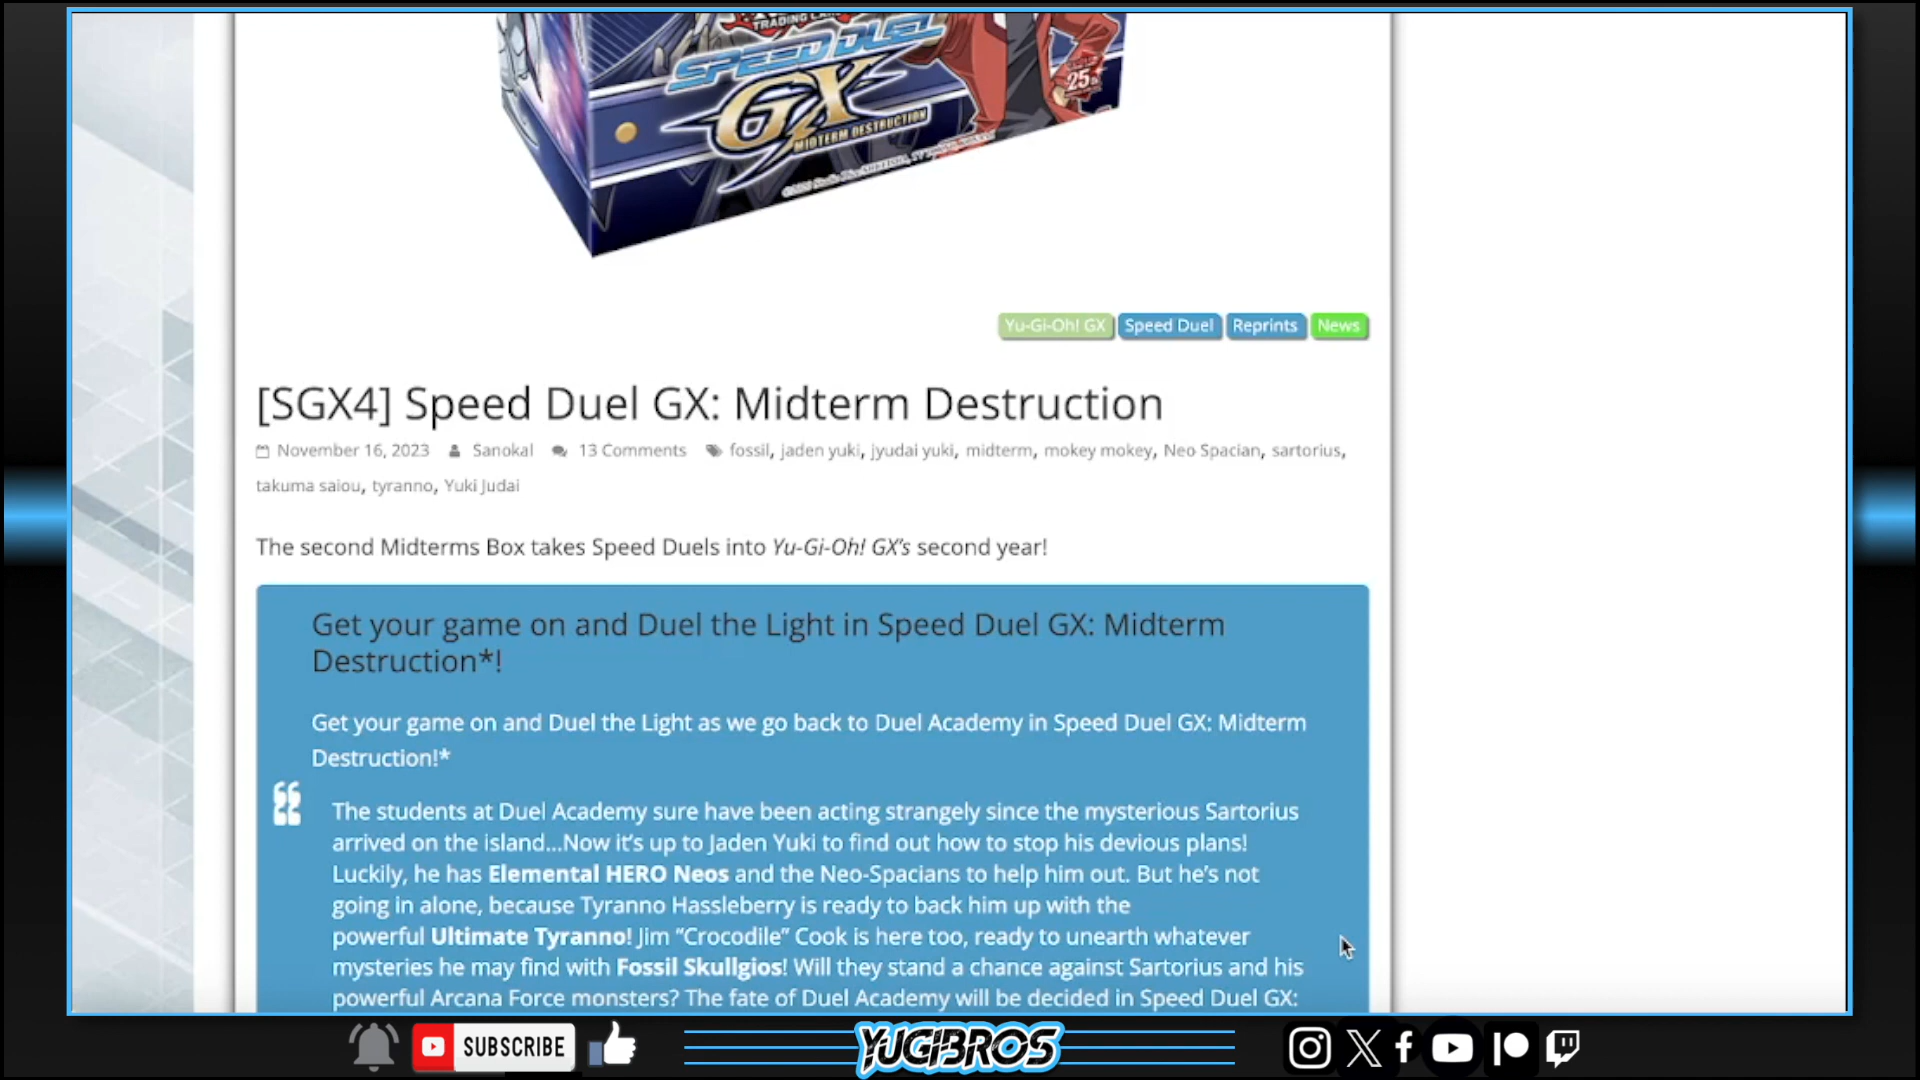 TRADING CARD
SPEED DUEL
GX
MIDTERM DESTRUCTION
25th
Yu-Gi-Oh! GX Speed Duel Reprints News
[SGX4] Speed Duel GX: Midterm Destruction
November 16, 2023 Sanokal 13 Comments fossil, jaden yuki, jyudai yuki, midterm, mokey mokey, Neo Spacian, sartorius,
takuma saiou, tyranno, Yuki Judai
The second Midterms Box takes Speed Duels into Yu-Gi-Oh! GX's second year!
Get your game on and Duel the Light in Speed Duel GX: Midterm
Destruction*!
Get your game on and Duel the Light as we go back to Duel Academy in Speed Duel GX: Midterm
Destruction!*
The students at Duel Academy sure have been acting strangely since the mysterious Sartorius
arrived on the island…Now it's up to Jaden Yuki to find out how to stop his devious plans!
Luckily, he has Elemental HERO Neos and the Neo-Spacians to help him out. But he's not
going in alone, because Tyranno Hassleberry is ready to back him up with the
powerful Ultimate Tyranno! Jim “Crocodile” Cook is here too, ready to unearth whatever
mysteries he may find with Fossil Skullgios! Will they stand a chance against Sartorius and his
powerful Arcana Force monsters? The fate of Duel Academy will be decided in Speed Duel GX:
SUBSCRIBE
YUGIBROS